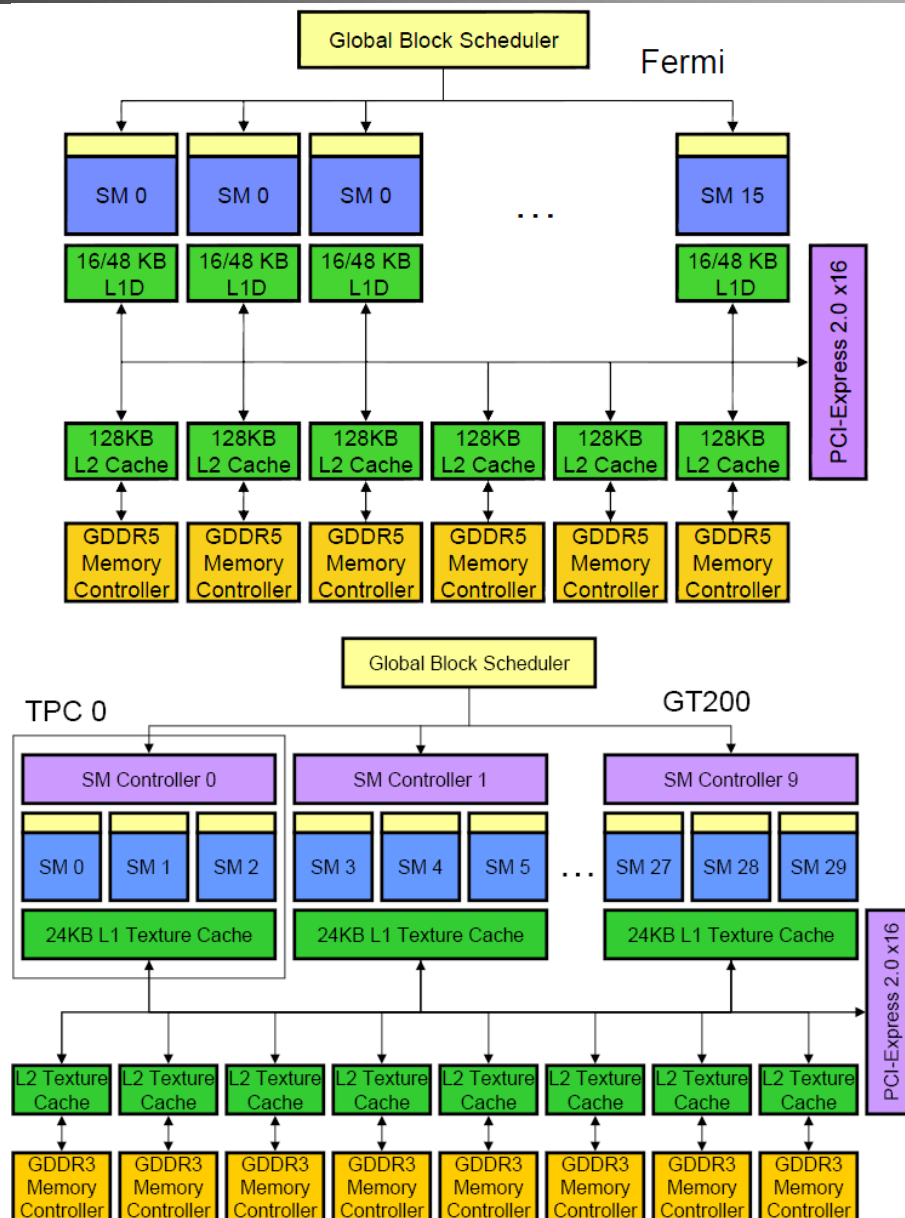 Global Block Scheduler
Fermi
SM 0 SM 0 SM 0 ... SM 15
16/48 KB 16/48 KB 16/48 KB 16/48 KB
L1D L1D L1D L1D
PCI-Express 2.0 x16
128KB 128KB 128KB 128KB 128KB 128KB
L2 Cache L2 Cache L2 Cache L2 Cache L2 Cache L2 Cache
GDDR5 GDDR5 GDDR5 GDDR5 GDDR5 GDDR5
Memory Memory Memory Memory Memory Memory
Controller Controller Controller Controller Controller Controller
Global Block Scheduler
TPC 0
GT200
SM Controller 0 SM Controller 1 SM Controller 9
SM 0 SM 1 SM 2 SM 3 SM 4 SM 5 ... SM 27 SM 28 SM 29
24KB L1 Texture Cache 24KB L1 Texture Cache 24KB L1 Texture Cache
PCI-Express 2.0 x16
L2 Texture L2 Texture L2 Texture L2 Texture L2 Texture L2 Texture L2 Texture L2 Texture
Cache Cache Cache Cache Cache Cache Cache Cache
GDDR3 GDDR3 GDDR3 GDDR3 GDDR3 GDDR3 GDDR3 GDDR3
Memory Memory Memory Memory Memory Memory Memory Memory
Controller Controller Controller Controller Controller Controller Controller Controller